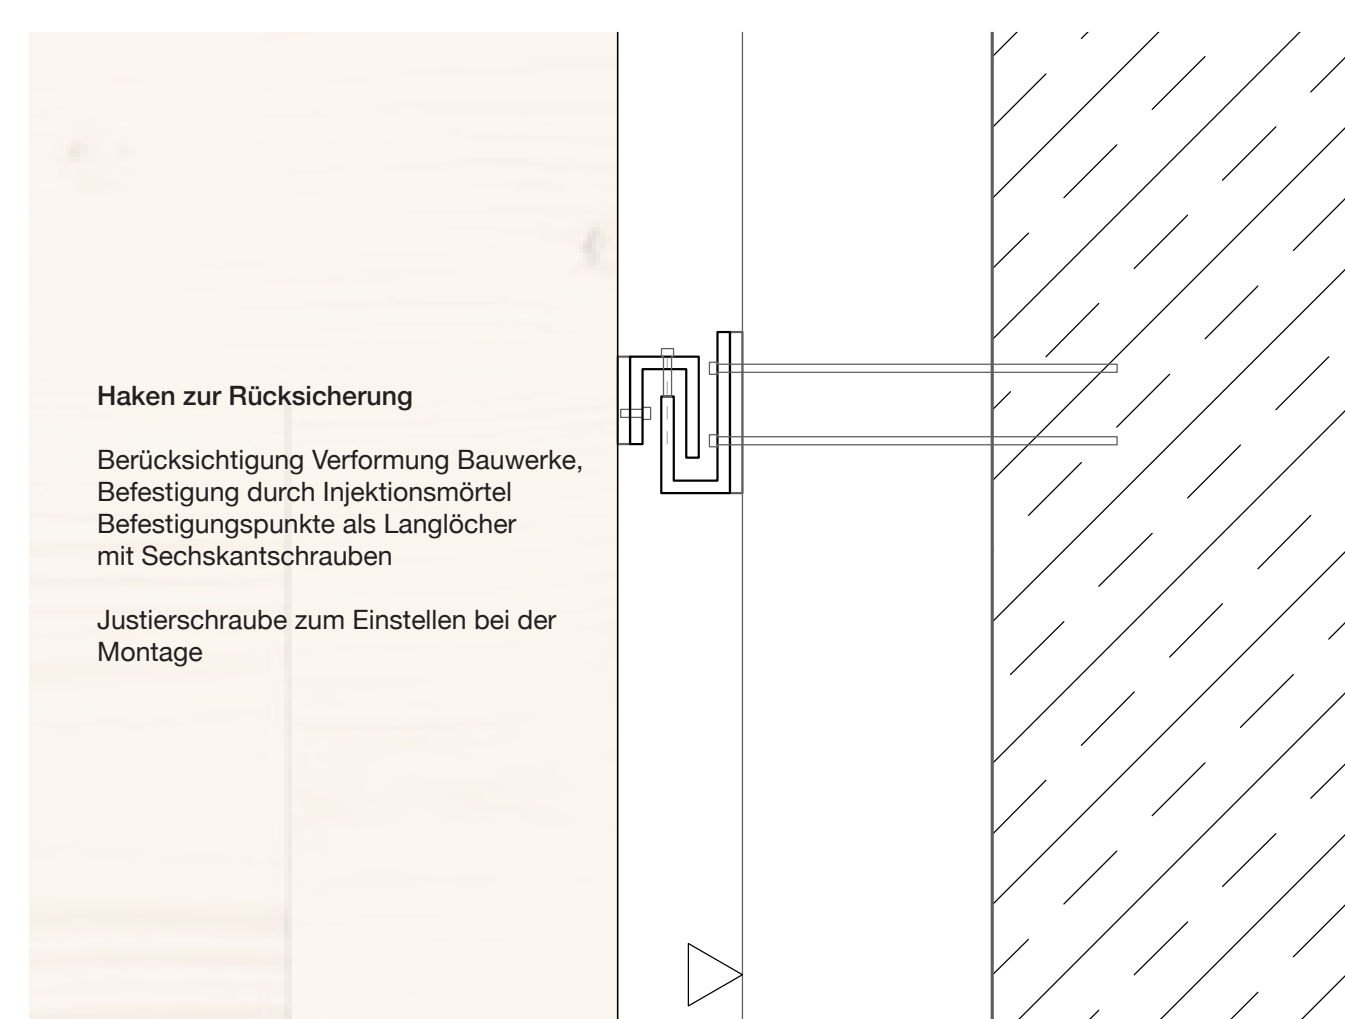 Haken zur Rücksicherung
Berücksichtigung Verformung Bauwerke,
Befestigung durch Injektionsmörtel
Befestigungspunkte als Langlöcher
mit Sechskantschrauben
Justierschraube zum Einstellen bei der
Montage